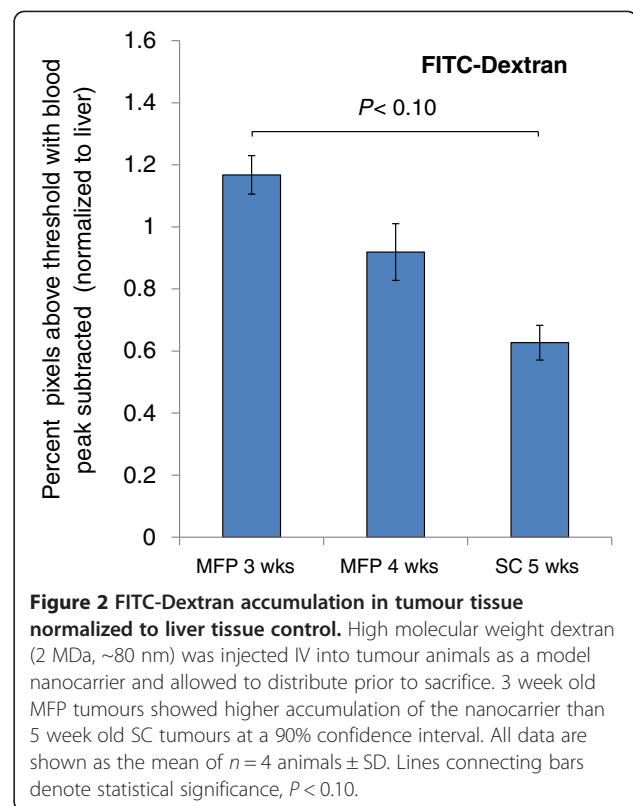 1.6
1.4
1.2
1
0.8
0.6
0.4
0.2
0
Percent pixels above threshold with blood
peak subtracted (normalized to liver)
FITC-Dextran
P< 0.10
MFP 3 wks MFP 4 wks SC 5 wks
Figure 2 FITC-Dextran accumulation in tumour tissue
normalized to liver tissue control. High molecular weight dextran
(2 MDa, ~80 nm) was injected IV into tumour animals as a model
nanocarrier and allowed to distribute prior to sacrifice. 3 week old
MFP tumours showed higher accumulation of the nanocarrier than
5 week old SC tumours at a 90% confidence interval. All data are
shown as the mean of n = 4 animals ± SD. Lines connecting bars
denote statistical significance, P < 0.10.